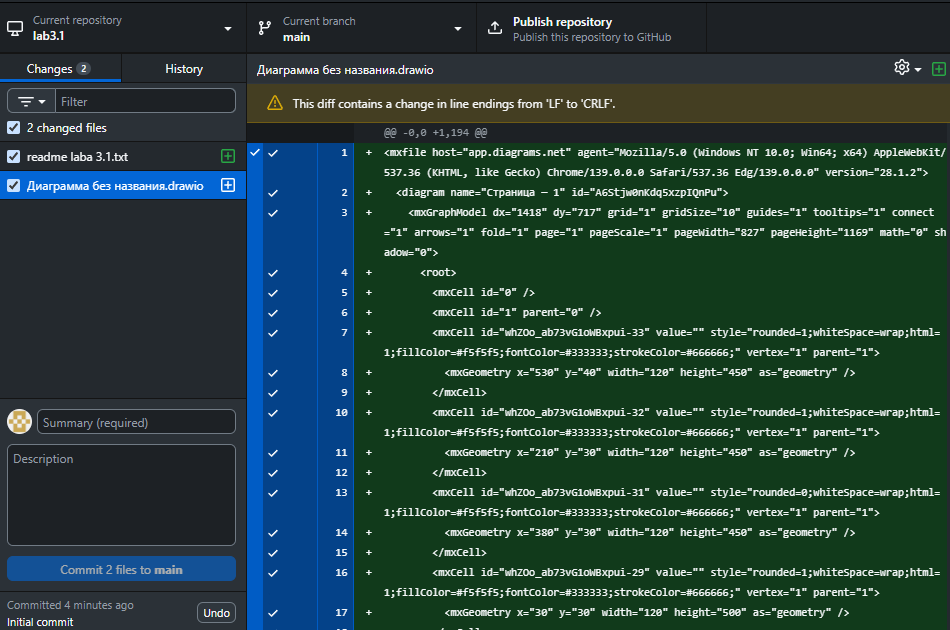 Current repository
lab3.1
Current branch
main
Publish repository
Publish this repository to GitHub
Changes 2
History
Диаграмма без названия.drawio
Filter
This diff contains a change in line endings from 'LF' to 'CRLF'.
2 changed files
@@ -0,0 +1,194 @@
readme laba 3.1.txt
Диаграмма без названия.drawio
1 + <mxfile host="app.diagrams.net" agent="Mozilla/5.0 (Windows NT 10.0; Win64; x64) AppleWebKit/
537.36 (KHTML, like Gecko) Chrome/139.0.0.0 Safari/537.36 Edg/139.0.0.0" version="28.1.2">
2 + <diagram name="Страница — 1" id="A6Stjw0nKdq5xzpIQnPu">
3 + <mxGraphModel dx="1418" dy="717" grid="1" gridSize="10" guides="1" tooltips="1" connect
="1" arrows="1" fold="1" page="1" pageScale="1" pageWidth="827" pageHeight="1169" math="0" sh
adow="0">
4 + <root>
5 + <mxCell id="0" />
6 + <mxCell id="1" parent="0" />
7 + <mxCell id="whZOo_ab73vG1oWBxpui-33" value="" style="rounded=1;whiteSpace=wrap;html=
1;fillColor=#f5f5f5;fontColor=#333333;strokeColor=#666666;" vertex="1" parent="1">
8 + <mxGeometry x="530" y="40" width="120" height="450" as="geometry" />
9 + </mxCell>
10 + <mxCell id="whZOo_ab73vG1oWBxpui-32" value="" style="rounded=1;whiteSpace=wrap;html=
1;fillColor=#f5f5f5;fontColor=#333333;strokeColor=#666666;" vertex="1" parent="1">
11 + <mxGeometry x="210" y="30" width="120" height="450" as="geometry" />
12 + </mxCell>
13 + <mxCell id="whZOo_ab73vG1oWBxpui-31" value="" style="rounded=0;whiteSpace=wrap;html=
1;fillColor=#f5f5f5;fontColor=#333333;strokeColor=#666666;" vertex="1" parent="1">
14 + <mxGeometry x="380" y="30" width="120" height="450" as="geometry" />
15 + </mxCell>
16 + <mxCell id="whZOo_ab73vG1oWBxpui-29" value="" style="rounded=1;whiteSpace=wrap;html=
1;fillColor=#f5f5f5;fontColor=#333333;strokeColor=#666666;" vertex="1" parent="1">
17 + <mxGeometry x="30" y="30" width="120" height="500" as="geometry" />
Summary (required)
Description
Commit 2 files to main
Committed 4 minutes ago
Initial commit
Undo